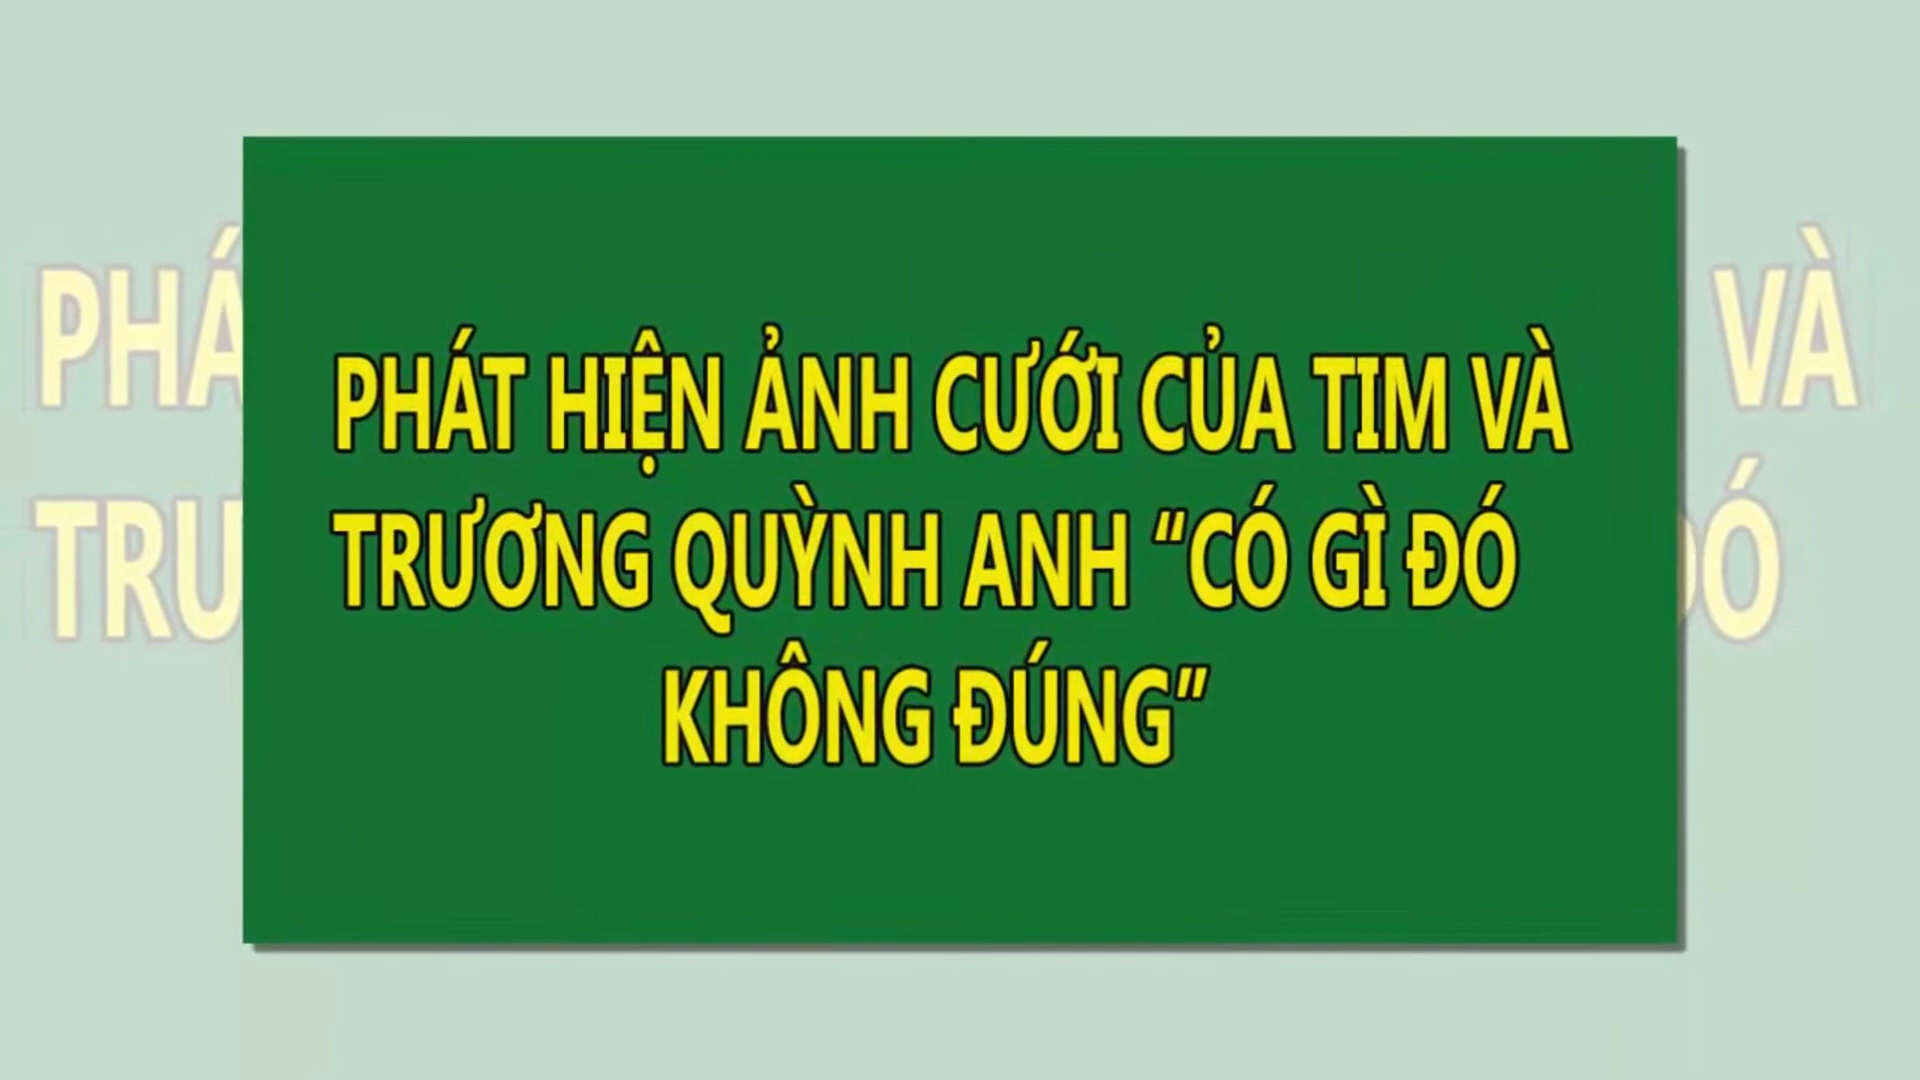 PHÁT HIỆN ẢNH CƯỚI CỦA TIM VÀ
TRƯƠNG QUỲNH ANH “CÓ GÌ ĐÓ
KHÔNG ĐÚNG”